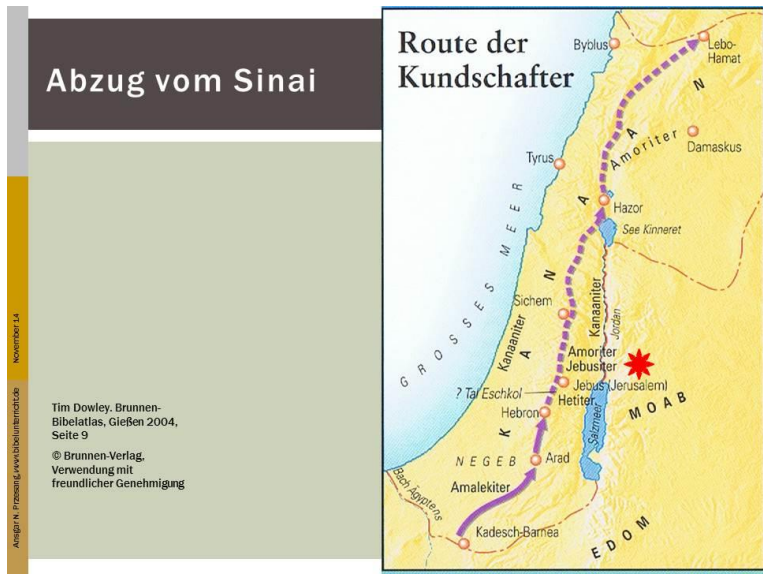 Abzug vom Sinai
Ansgar N. Przesang, www.bibelunterricht.de
November 14
Tim Dowley. Brunnen-
Bibelatlas, Gießen 2004,
Seite 9
© Brunnen-Verlag,
Verwendung mit
freundlicher Genehmigung
Route der
Kundschafter
Byblus
Lebo-
Hamat
Amoriter
Damaskus
Tyrus
Hazor
See Kinneret
GROSSES MEER
KANAAN
Sichem
Kanaaniter
Kanaaniter
Jordan
Amoriter
Jebusiter
Jebus (Jerusalem)
? Tal Eschkol
Hetiter
Hebron
MOAB
Salzmeer
NEGEB
Arad
Amalekiter
Bach Ägyptens
Kadesch-Barnea
EDOM